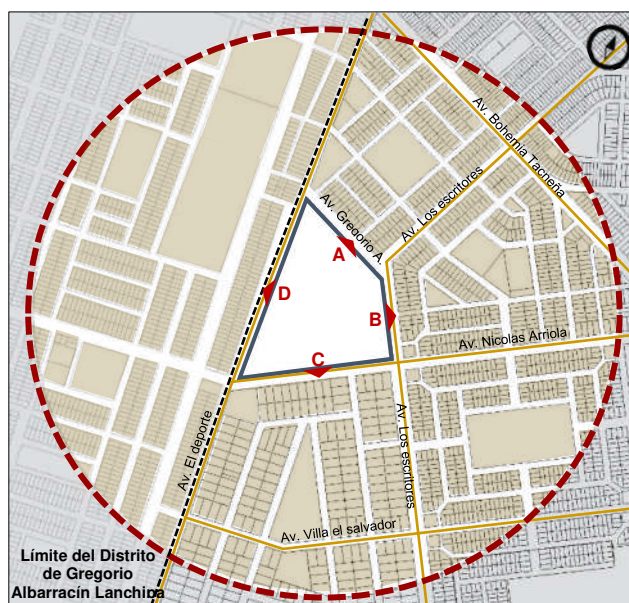 Av. Bohemia Tacneña
Av. Los escritores
Av. Gregorio A.
A
D
B
Av. Nicolas Arriola
C
Av. El deporte
Av. Los escritores
Av. Villa el salvador
Límite del Distrito
de Gregorio
Albarracín Lanchipa